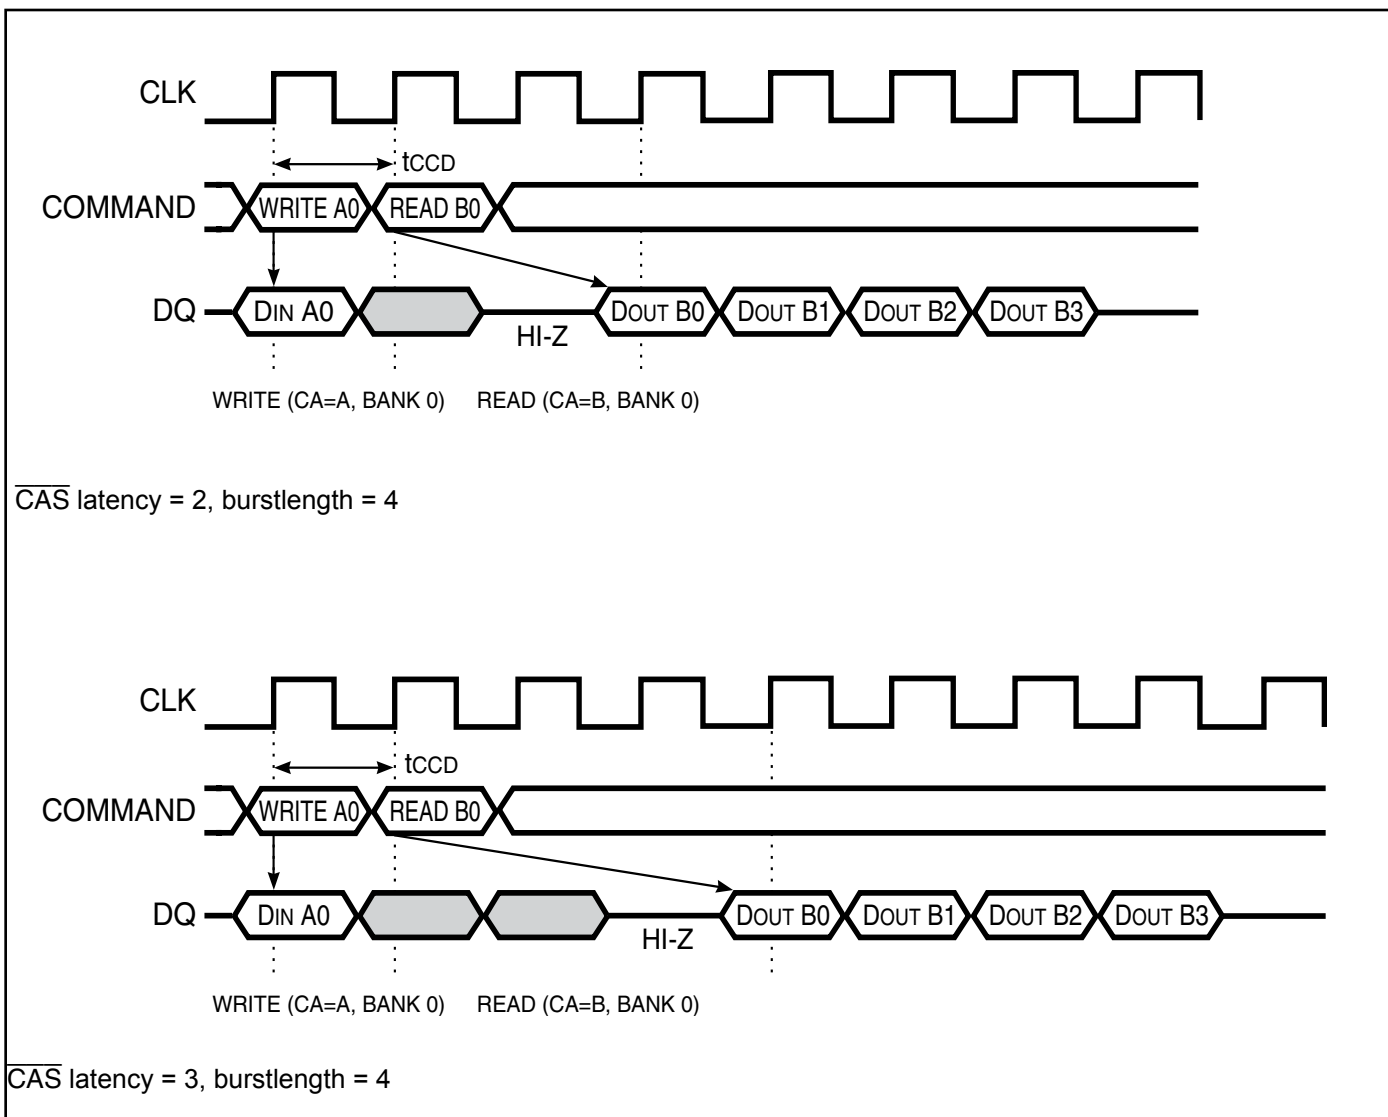 CLK
tCCD
COMMAND WRITE A0 READ B0
DQ DIN A0 DOUT B0 DOUT B1 DOUT B2 DOUT B3
HI-Z
WRITE (CA=A, BANK 0) READ (CA=B, BANK 0)
CAS latency = 2, burstlength = 4
CLK
tCCD
COMMAND WRITE A0 READ B0
DQ DIN A0 DOUT B0 DOUT B1 DOUT B2 DOUT B3
HI-Z
WRITE (CA=A, BANK 0) READ (CA=B, BANK 0)
CAS latency = 3, burstlength = 4